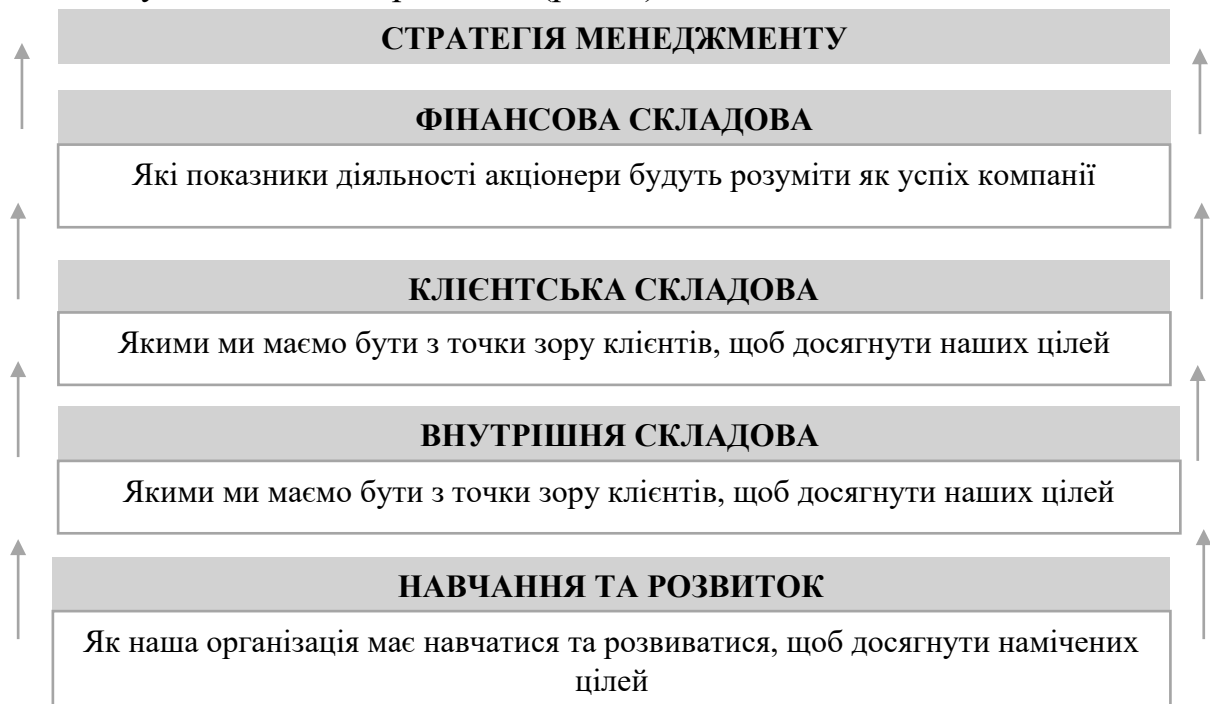 СТРАТЕГІЯ МЕНЕДЖМЕНТУ
ФІНАНСОВА СКЛАДОВА
Які показники діяльності акціонери будуть розуміти як успіх компанії
КЛІЄНТСЬКА СКЛАДОВА
Якими ми маємо бути з точки зору клієнтів, щоб досягнути наших цілей
ВНУТРІШНЯ СКЛАДОВА
Якими ми маємо бути з точки зору клієнтів, щоб досягнути наших цілей
НАВЧАННЯ ТА РОЗВИТОК
Як наша організація має навчатися та розвиватися, щоб досягнути намічених
цілей